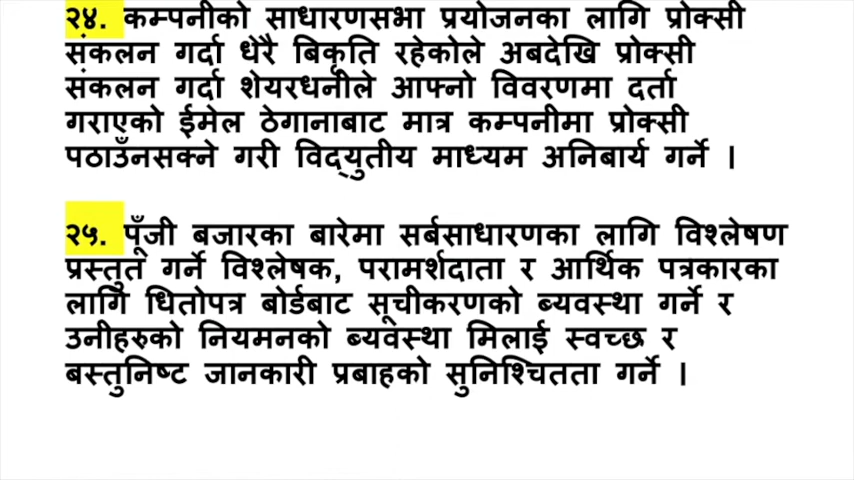 २४. कम्पनीको साधारणसभा प्रयोजनका लागि प्रोक्सी
संकलन गर्दा धेरै बिकृति रहेकोले अबदेखि प्रोक्सी
संकलन गर्दा शेयरधनीले आफ्नो विवरणमा दर्ता
गराएको ईमेल ठेगानाबाट मात्र कम्पनीमा प्रोक्सी
पठाउँनसक्ने गरी विद्युतीय माध्यम अनिबार्य गर्ने ।
२५. पूँजी बजारका बारेमा सर्बसाधारणका लागि विश्लेषण
प्रस्तुत गर्ने विश्लेषक, परामर्शदाता र आर्थिक पत्रकारका
लागि धितोपत्र बोर्डबाट सूचीकरणको ब्यवस्था गर्ने र
उनीहरुको नियमनको ब्यवस्था मिलाई स्वच्छ र
बस्तुनिष्ट जानकारी प्रबाहको सुनिश्चितता गर्ने ।